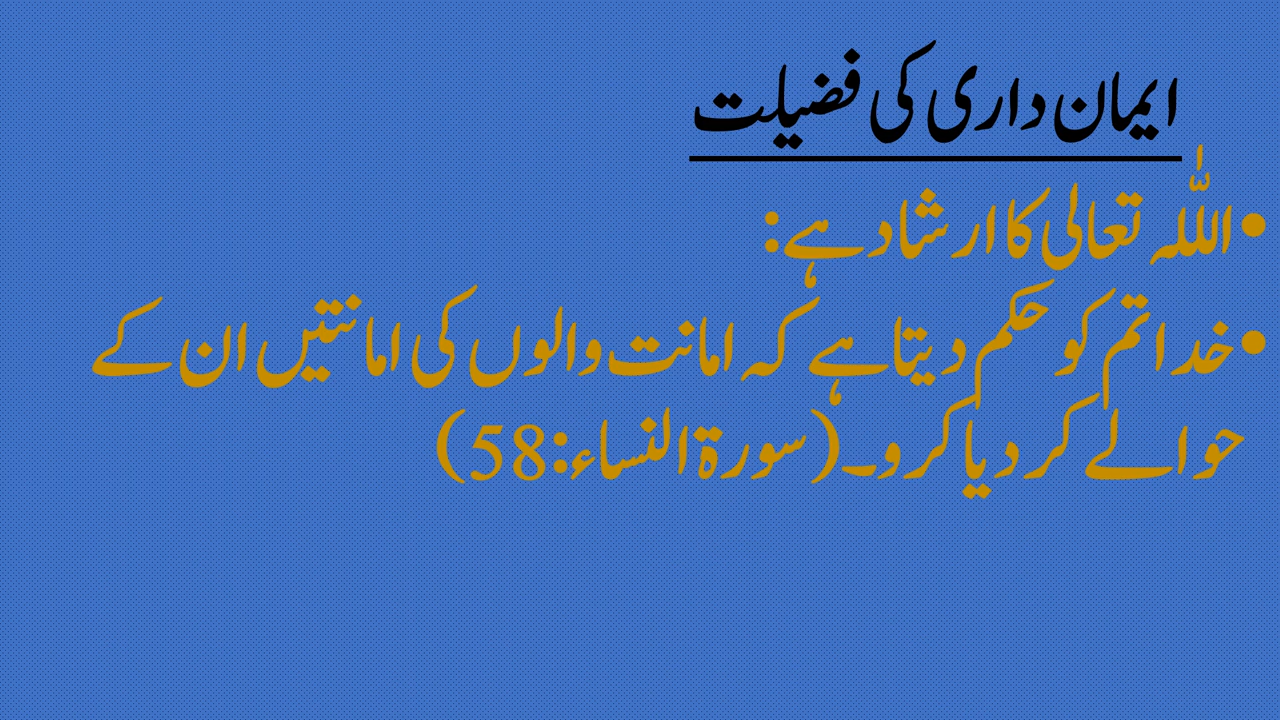 ایمان داری کی فضیلت
•اللہ تعالی کا ارشاد ہے:
•خدا تم کو حکم دیتا ہے کہ امانت والوں کی امانتیں ان کے
حوالے کر دیا کرو۔(سورۃ النساء:58)